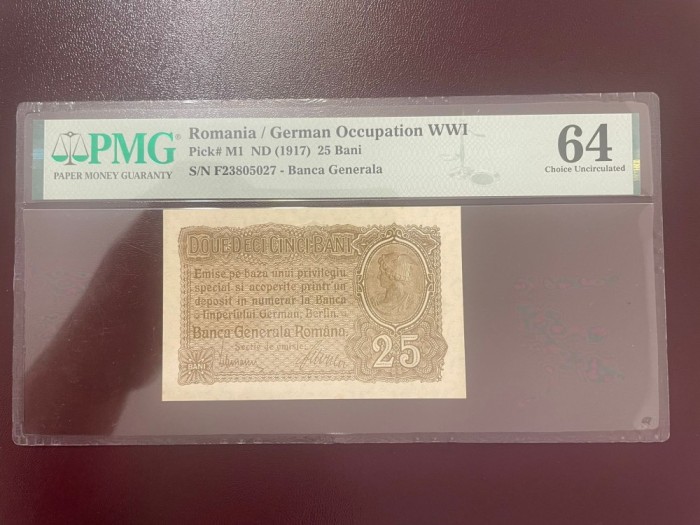 PMG®
PAPER MONEY GUARANTY
Romania / German Occupation WWI
Pick# M1 ND (1917) 25 Bani
S/N F23805027 - Banca Generala
64
Choice Uncirculated
DOUE-DECI-CINCI-BANI
Emise pe baza unui privilegiu
special si acoperite printr'un
deposit in numerar la Banca
Imperiului German, Berlin.
Banca Generala Româna.
Sectie de emisie:
BANI
25